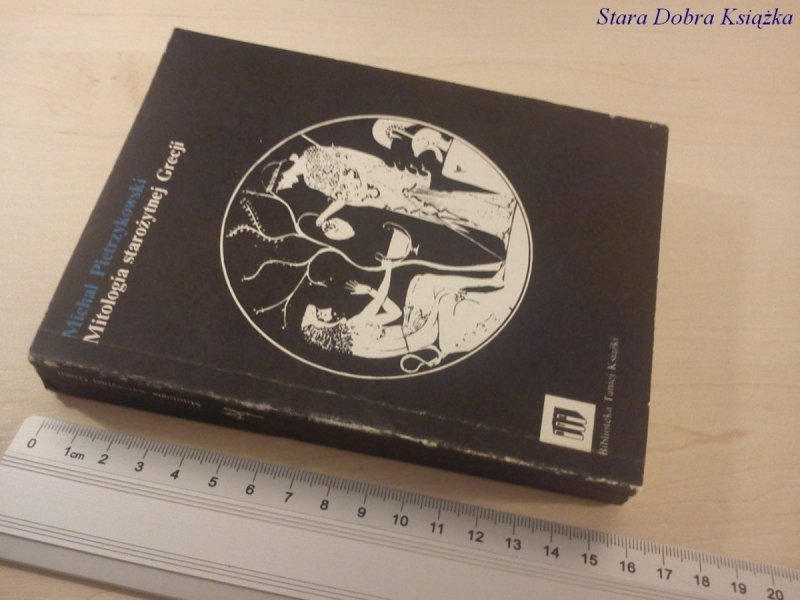 Stara Dobra Książka
Michał Pietrzykowski
Mitologia starożytnej Grecji
Biblioteka Taniej Książki
0 1cm 2 3 4 5 6 7 8 9 10 11 12 13 14 15 16 17 18 19 20